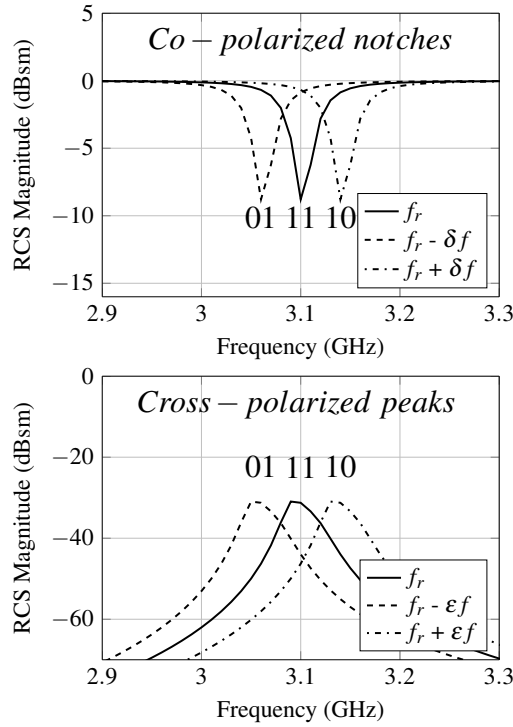 Co – polarized notches
5
0
−5
−10
−15
RCS Magnitude (dBsm)
01 11 10
f_r
f_r - δf
f_r + δf
2.9 3 3.1 3.2 3.3
Frequency (GHz)
Cross – polarized peaks
0
−20
−40
−60
RCS Magnitude (dBsm)
01 11 10
f_r
f_r - εf
f_r + εf
2.9 3 3.1 3.2 3.3
Frequency (GHz)